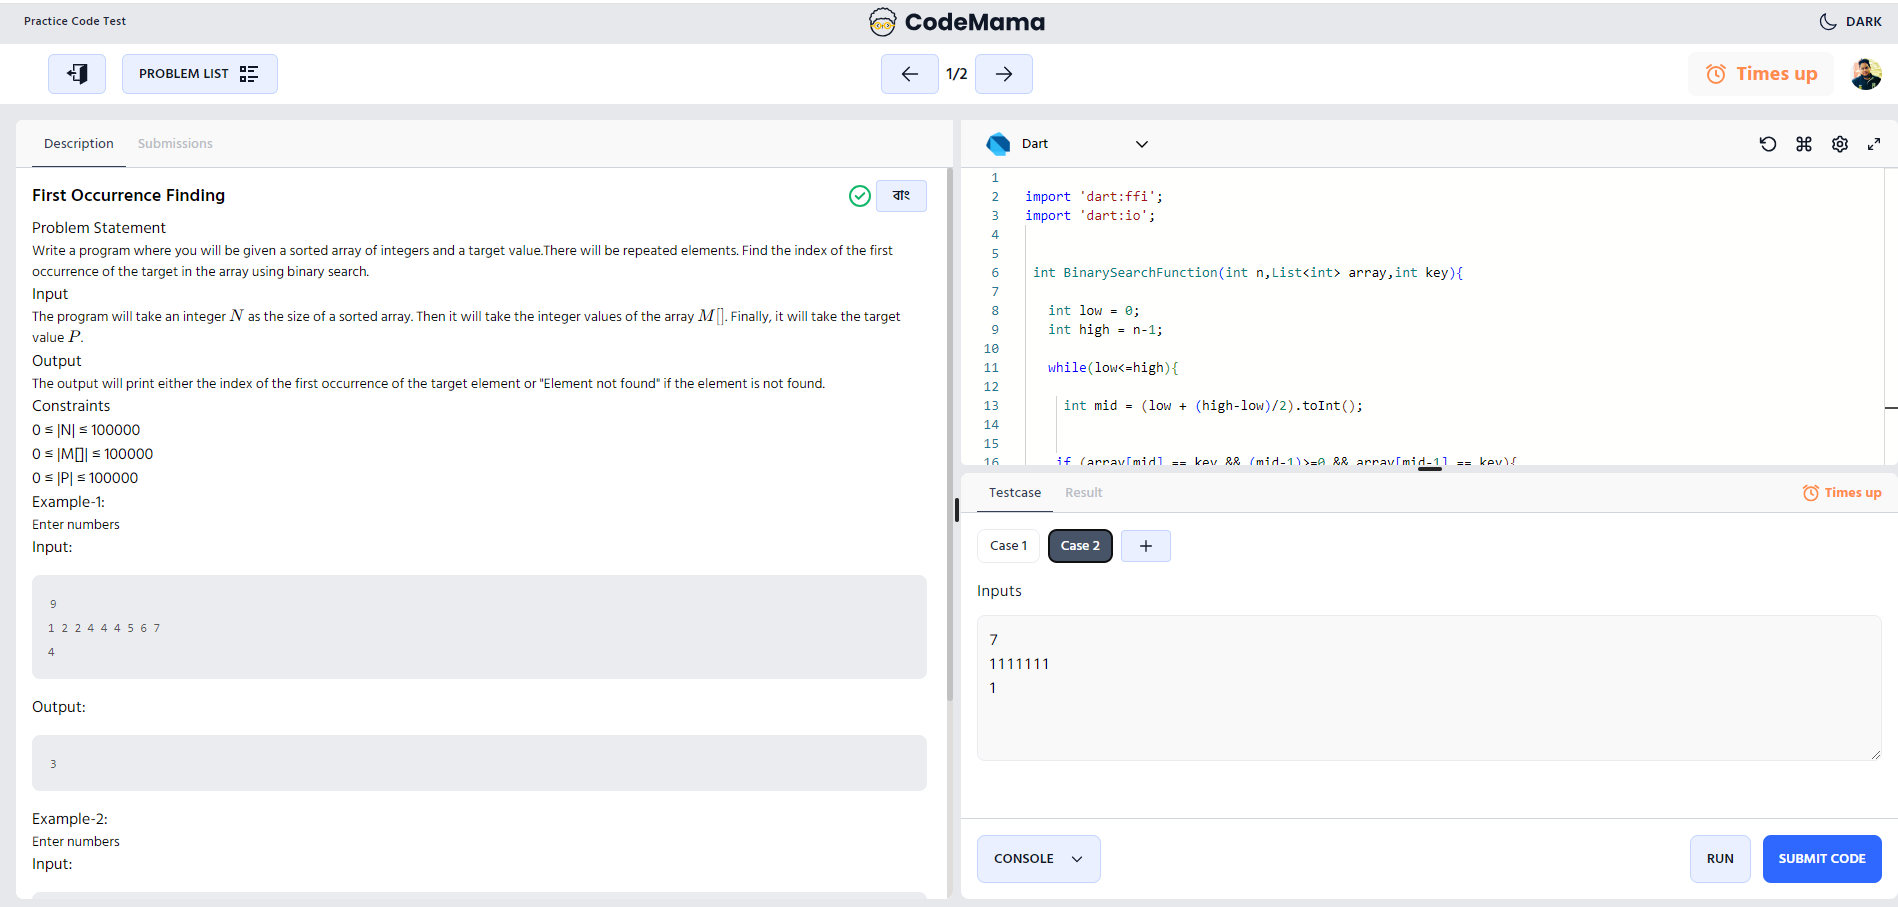 Practice Code Test
CodeMama
DARK
PROBLEM LIST
1/2
Times up
Description Submissions
First Occurrence Finding
বাং
Problem Statement
Write a program where you will be given a sorted array of integers and a target value.There will be repeated elements. Find the index of the first
occurrence of the target in the array using binary search.
Input
The program will take an integer N as the size of a sorted array. Then it will take the integer values of the array M[]. Finally, it will take the target
value P.
Output
The output will print either the index of the first occurrence of the target element or "Element not found" if the element is not found.
Constraints
0 ≤ |N| ≤ 100000
0 ≤ |M[]| ≤ 100000
0 ≤ |P| ≤ 100000
Example-1:
Enter numbers
Input:
9
1 2 2 4 4 4 5 6 7
4
Output:
3
Example-2:
Enter numbers
Input:
Dart
1
2 import 'dart:ffi';
3 import 'dart:io';
4
5
6 int BinarySearchFunction(int n,List<int> array,int key){
7
8 int low = 0;
9 int high = n-1;
10
11 while(low<=high){
12
13 int mid = (low + (high-low)/2).toInt();
14
15
16 if (array[mid] == key && (mid-1)>=0 && array[mid-1] == key){
Testcase Result
Times up
Case 1 Case 2 +
Inputs
7
1111111
1
CONSOLE
RUN
SUBMIT CODE